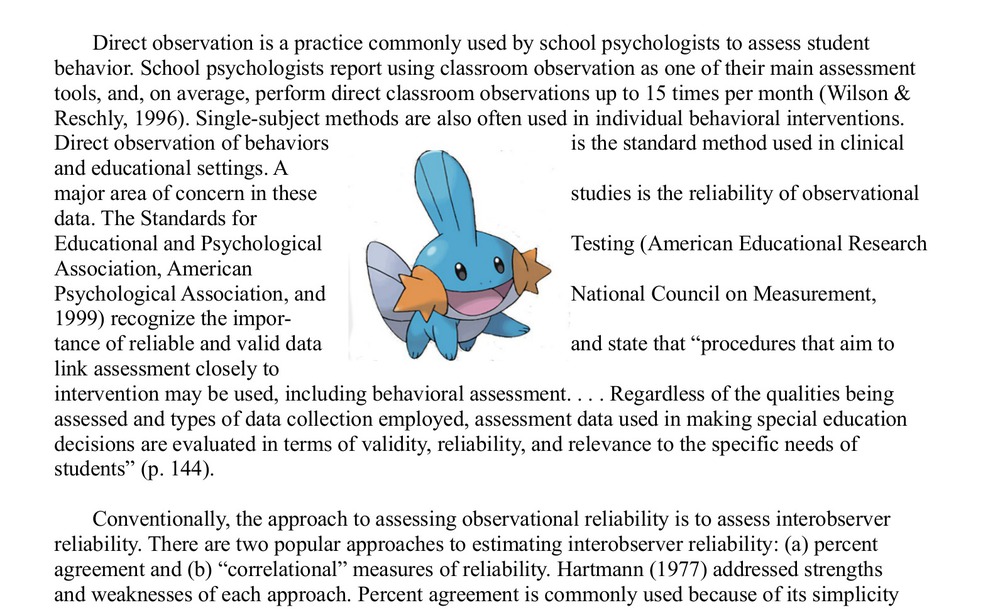 Direct observation is a practice commonly used by school psychologists to assess student
behavior. School psychologists report using classroom observation as one of their main assessment
tools, and, on average, perform direct classroom observations up to 15 times per month (Wilson &
Reschly, 1996). Single-subject methods are also often used in individual behavioral interventions.
Direct observation of behaviors is the standard method used in clinical
and educational settings. A
major area of concern in these studies is the reliability of observational
data. The Standards for
Educational and Psychological Testing (American Educational Research
Association, American
Psychological Association, and National Council on Measurement,
1999) recognize the impor-
tance of reliable and valid data and state that “procedures that aim to
link assessment closely to
intervention may be used, including behavioral assessment. . . . Regardless of the qualities being
assessed and types of data collection employed, assessment data used in making special education
decisions are evaluated in terms of validity, reliability, and relevance to the specific needs of
students” (p. 144).
Conventionally, the approach to assessing observational reliability is to assess interobserver
reliability. There are two popular approaches to estimating interobserver reliability: (a) percent
agreement and (b) “correlational” measures of reliability. Hartmann (1977) addressed strengths
and weaknesses of each approach. Percent agreement is commonly used because of its simplicity